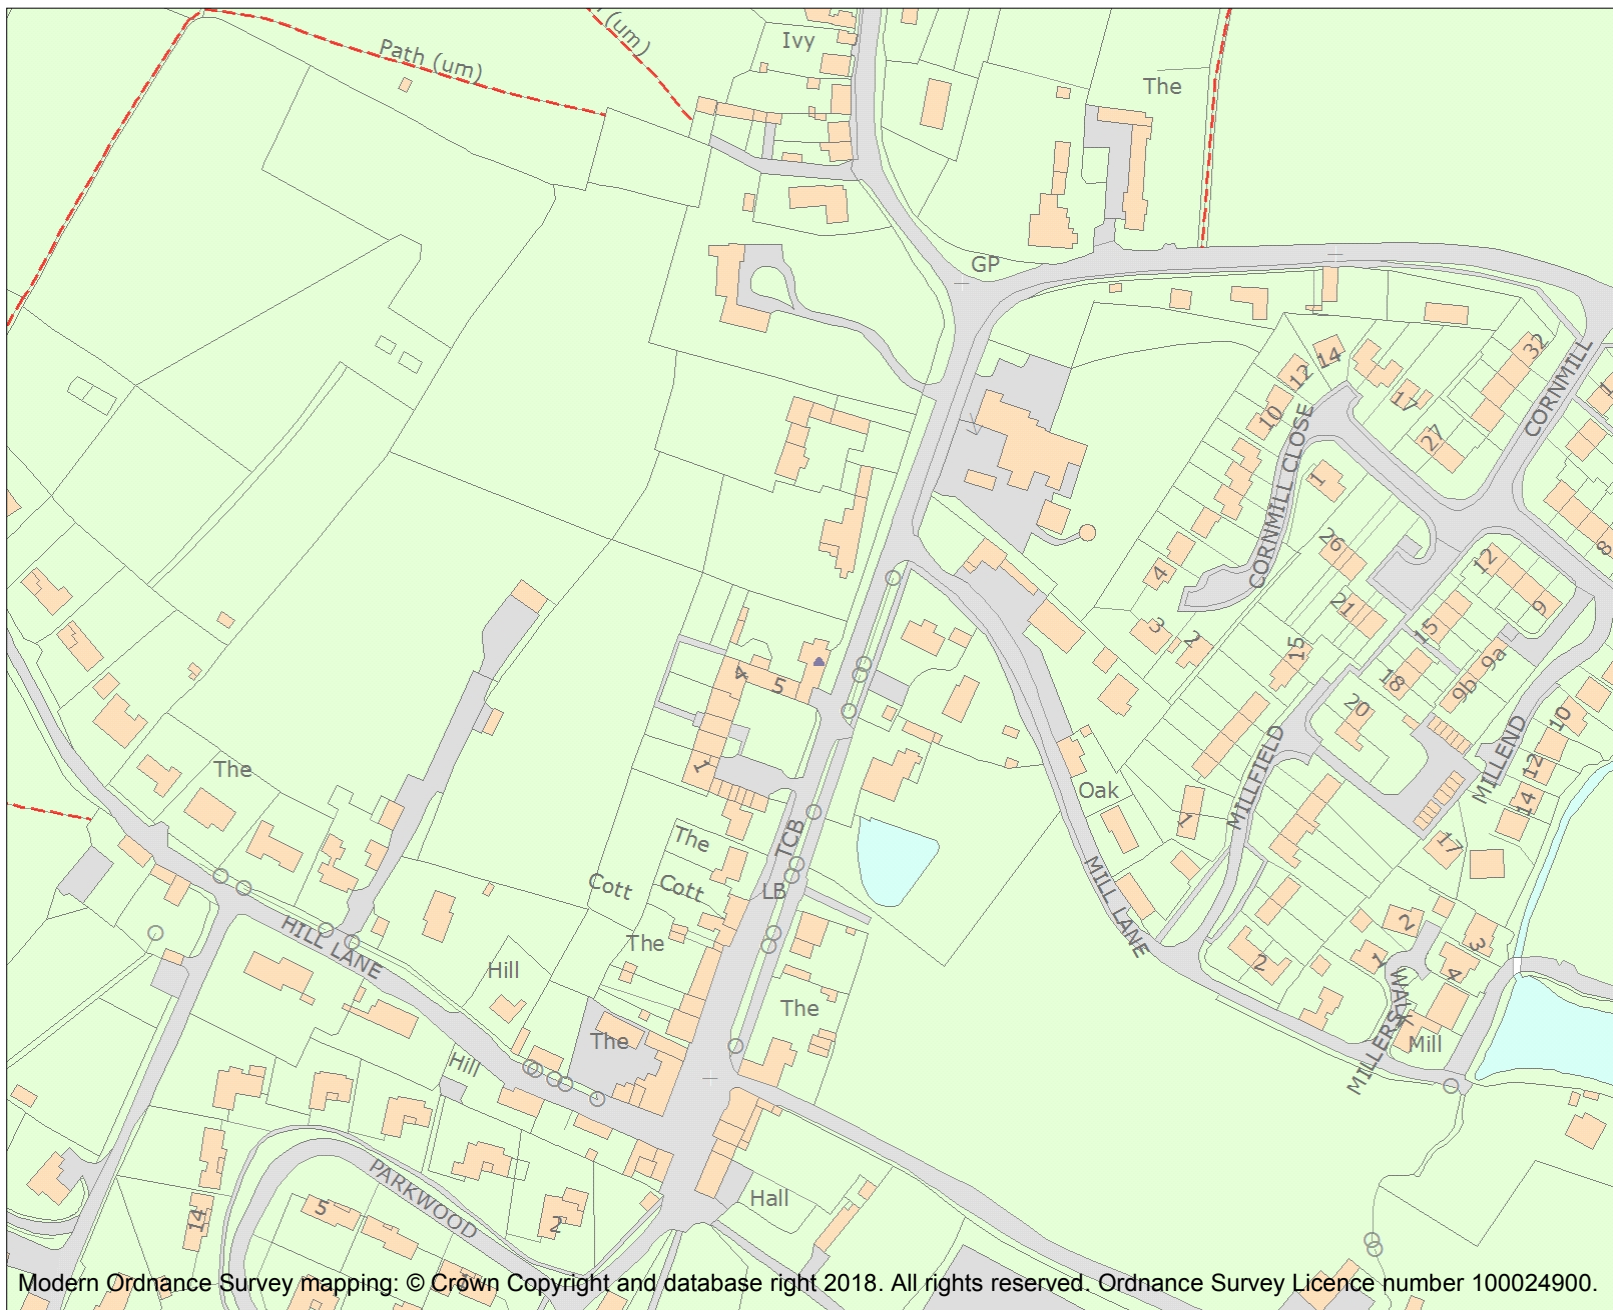 Path (um)
(um)
Ivy
The
GP
14
12
10
17
32
27
CORNMILL
CORNMILL CLOSE
1
26
12
8
4
21
9
3
2
15
15
9a
18
9b
20
10
4
5
1
12
14
MILLFIELD
MILLEND
The
Oak
1
17
TCB
The
LB
Cott
Cott
MILL LANE
The
2
3
HILL LANE
Hill
2
1
4
The
WALK
MILLERS
Mill
The
Hill
PARKWOOD
5
14
2
Hall
Modern Ordnance Survey mapping: © Crown Copyright and database right 2018. All rights reserved. Ordnance Survey Licence number 100024900.